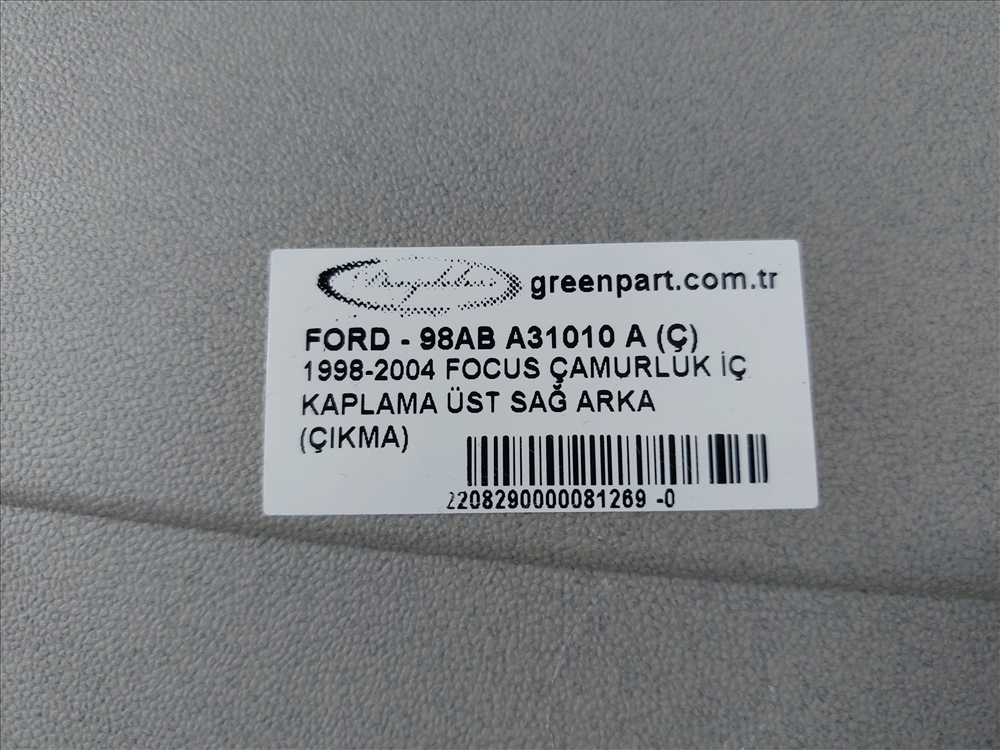 greenpart.com.tr
FORD - 98AB A31010 A (Ç)
1998-2004 FOCUS ÇAMURLUK İÇ
KAPLAMA ÜST SAĞ ARKA
(ÇIKMA)
2208290000081269 -0